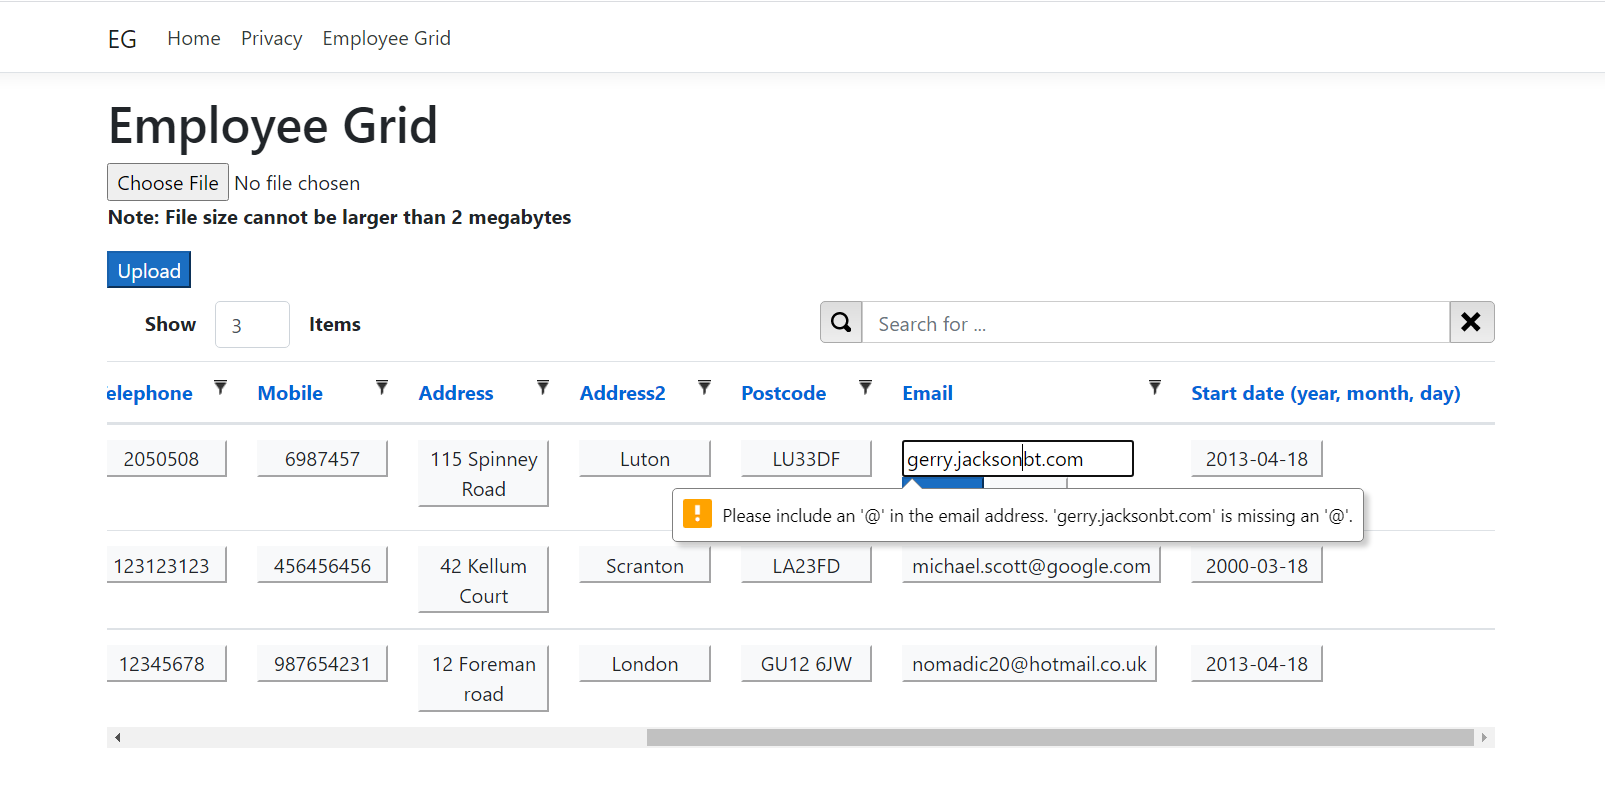 EG Home Privacy Employee Grid
Employee Grid
Choose File No file chosen
Note: File size cannot be larger than 2 megabytes
Upload
Show 3 Items Search for ...
elephone Mobile Address Address2 Postcode Email Start date (year, month, day)
2050508 6987457 115 Spinney Luton LU33DF gerry.jacksonbt.com 2013-04-18
Road
Please include an '@' in the email address. 'gerry.jacksonbt.com' is missing an '@'.
123123123 456456456 42 Kellum Scranton LA23FD michael.scott@google.com 2000-03-18
Court
12345678 987654231 12 Foreman London GU12 6JW nomadic20@hotmail.co.uk 2013-04-18
road